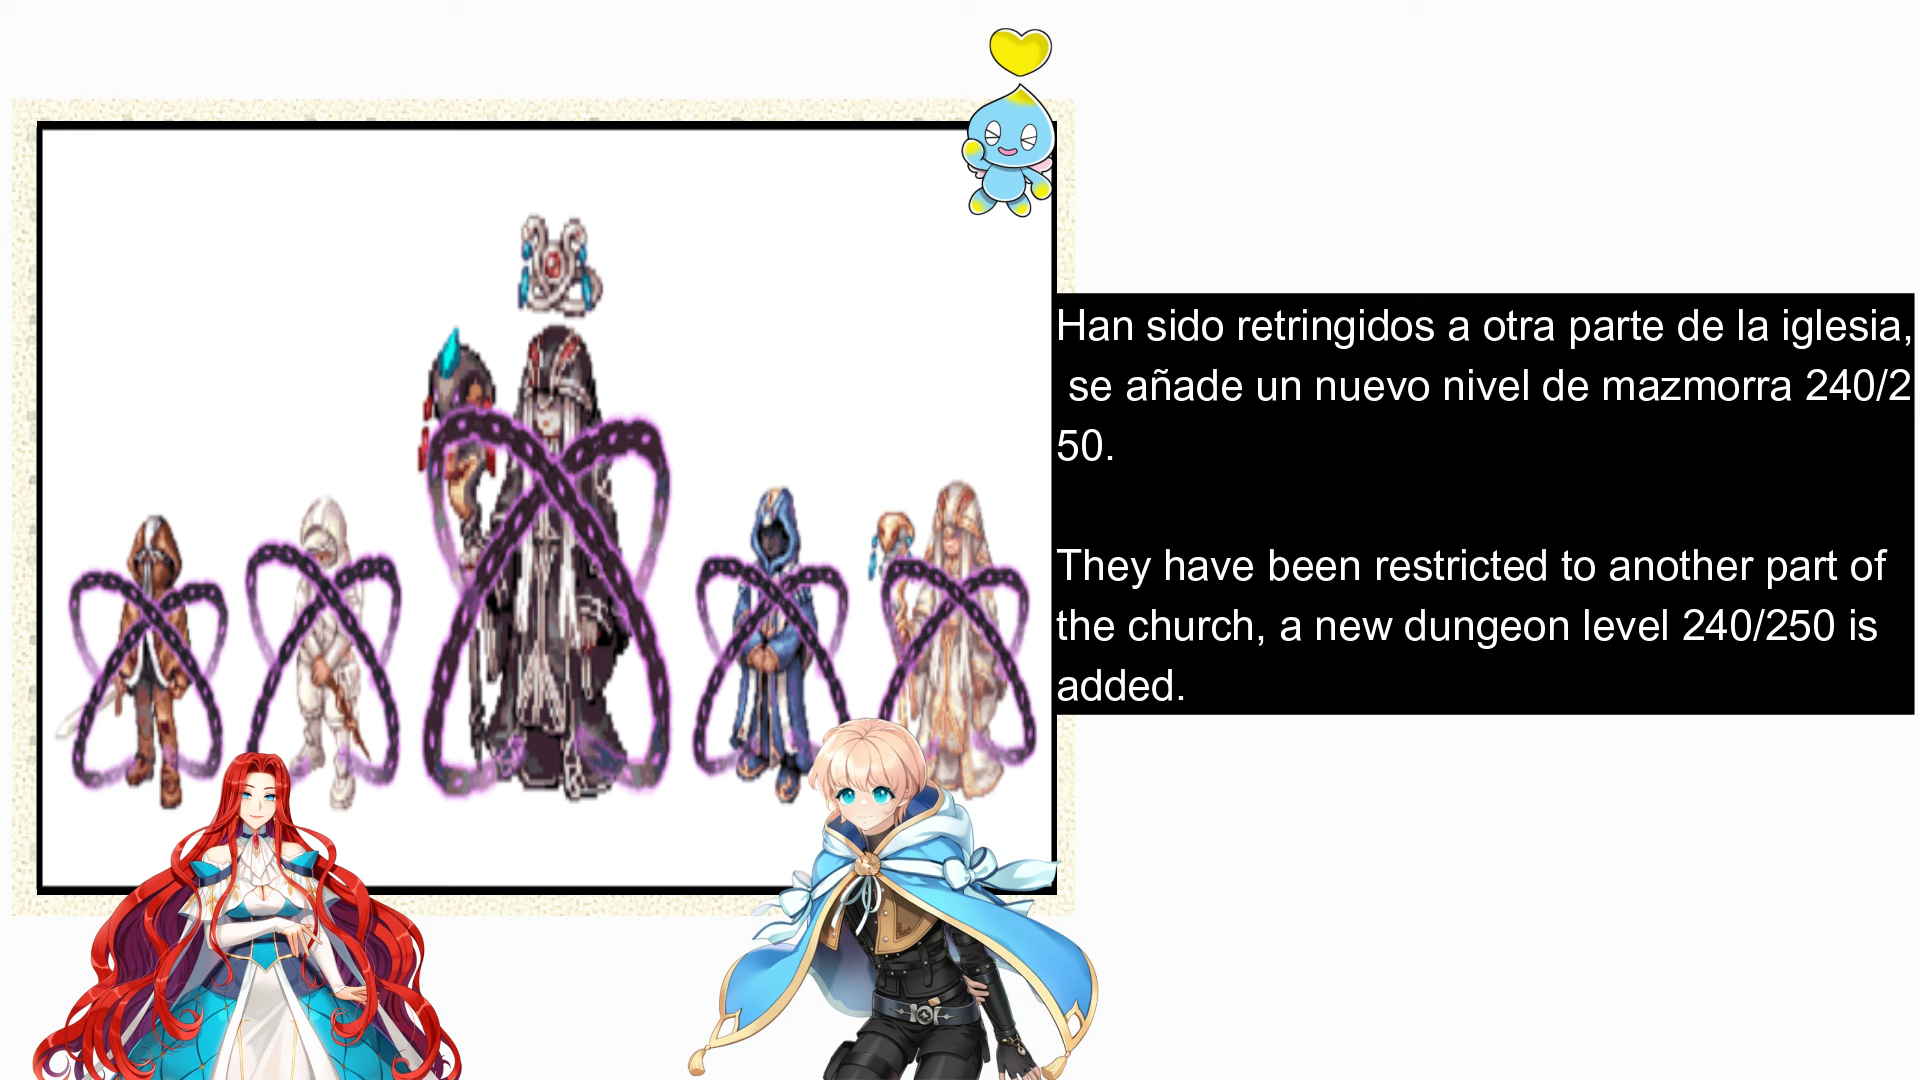 Han sido retringidos a otra parte de la iglesia,
se añade un nuevo nivel de mazmorra 240/2
50.
They have been restricted to another part of
the church, a new dungeon level 240/250 is
added.